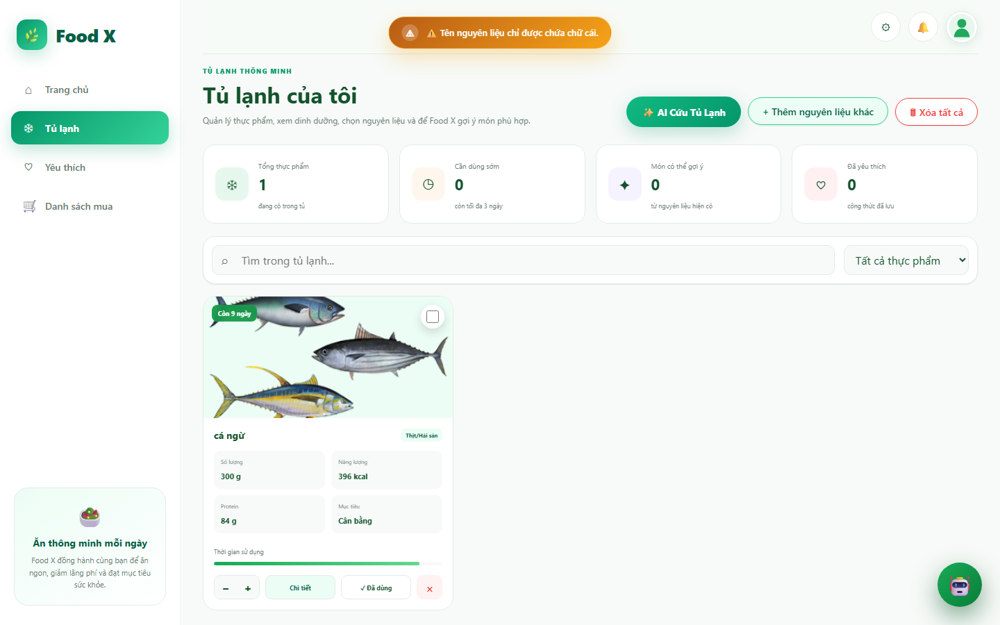 Food X
Trang chủ
Tủ lạnh
Yêu thích
Danh sách mua
Ăn thông minh mỗi ngày
Food X đồng hành cùng bạn để ăn
ngon, giảm lãng phí và đạt mục tiêu
sức khỏe.
Tên nguyên liệu chỉ được chứa chữ cái.
TỦ LẠNH THÔNG MINH
Tủ lạnh của tôi
Quản lý thực phẩm, xem dinh dưỡng, chọn nguyên liệu và để Food X gợi ý món phù hợp.
AI Cứu Tủ Lạnh
+ Thêm nguyên liệu khác
Xóa tất cả
Tổng thực phẩm
1
đang có trong tủ
Cần dùng sớm
0
còn tối đa 3 ngày
Món có thể gợi ý
0
từ nguyên liệu hiện có
Đã yêu thích
0
công thức đã lưu
Tìm trong tủ lạnh...
Tất cả thực phẩm
Còn 9 ngày
cá ngừ
Thịt/Hải sản
Số lượng
300 g
Năng lượng
396 kcal
Protein
84 g
Mục tiêu
Cân bằng
Thời gian sử dụng
− +
Chi tiết
✓ Đã dùng
×